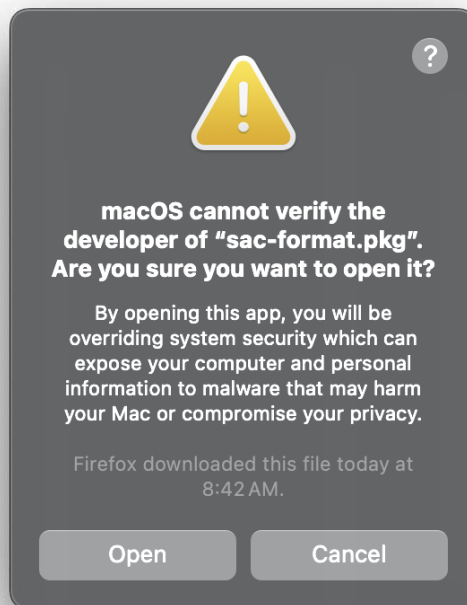 ?
macOS cannot verify the
developer of “sac-format.pkg”.
Are you sure you want to open it?
By opening this app, you will be
overriding system security which can
expose your computer and personal
information to malware that may harm
your Mac or compromise your privacy.
Firefox downloaded this file today at
8:42 AM.
Open
Cancel